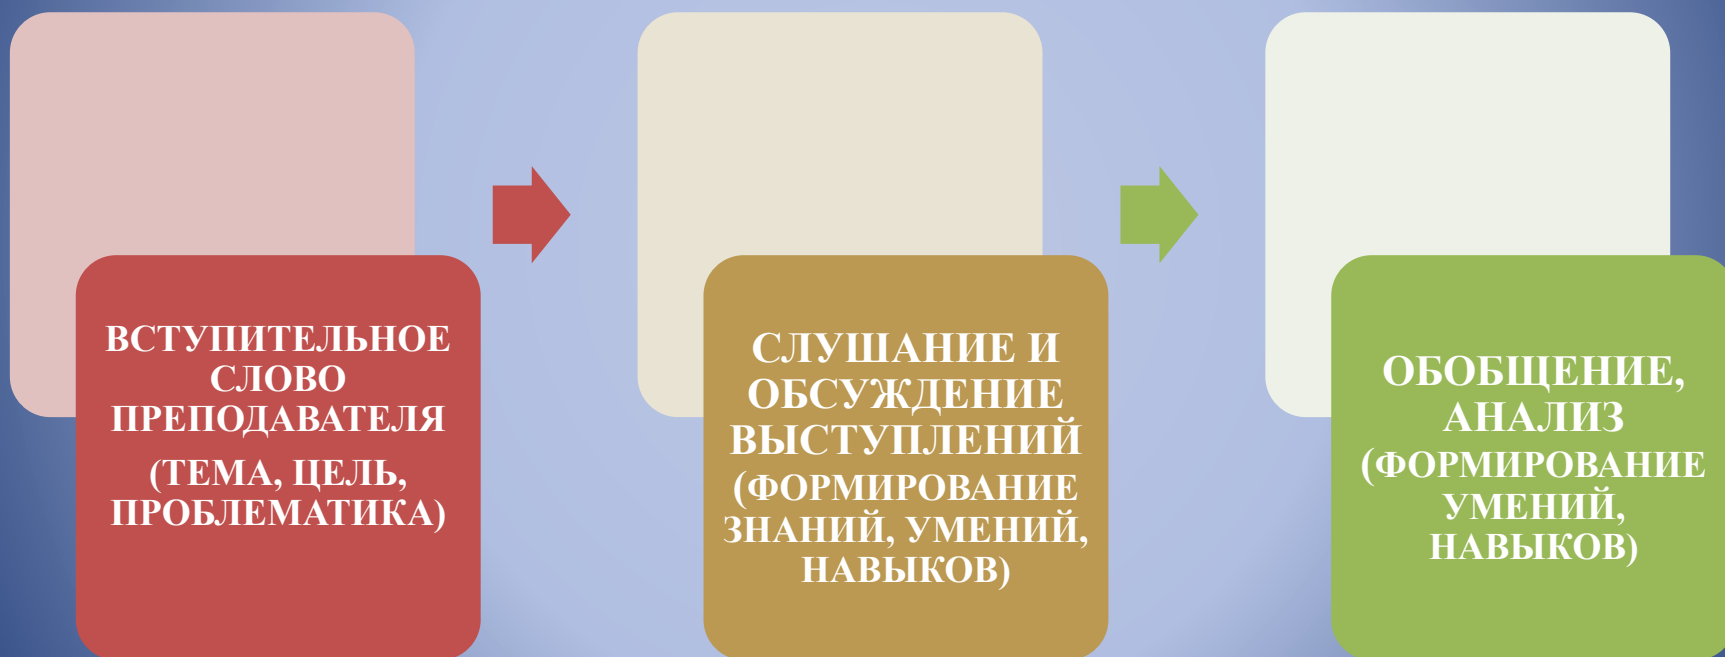 ВСТУПИТЕЛЬНОЕ
СЛОВО
ПРЕПОДАВАТЕЛЯ
(ТЕМА, ЦЕЛЬ,
ПРОБЛЕМАТИКА)
СЛУШАНИЕ И
ОБСУЖДЕНИЕ
ВЫСТУПЛЕНИЙ
(ФОРМИРОВАНИЕ
ЗНАНИЙ, УМЕНИЙ,
НАВЫКОВ)
ОБОБЩЕНИЕ,
АНАЛИЗ
(ФОРМИРОВАНИЕ
УМЕНИЙ,
НАВЫКОВ)